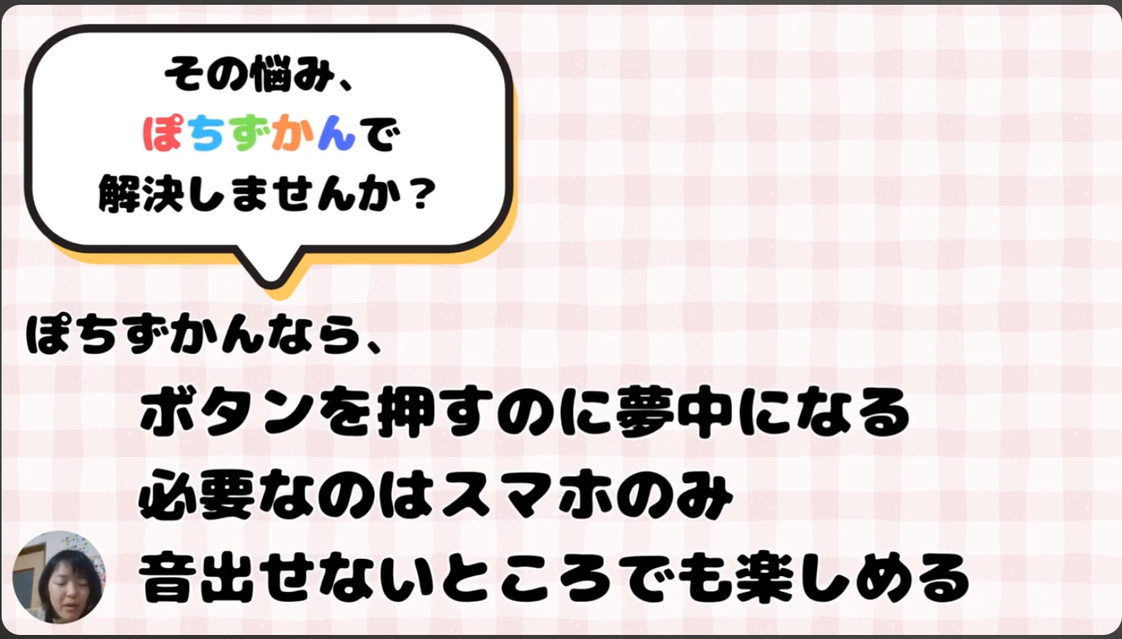 その悩み、
ぽちずかんで
解決しませんか？
ぽちずかんなら、
ボタンを押すのに夢中になる
必要なのはスマホのみ
音出せないところでも楽しめる